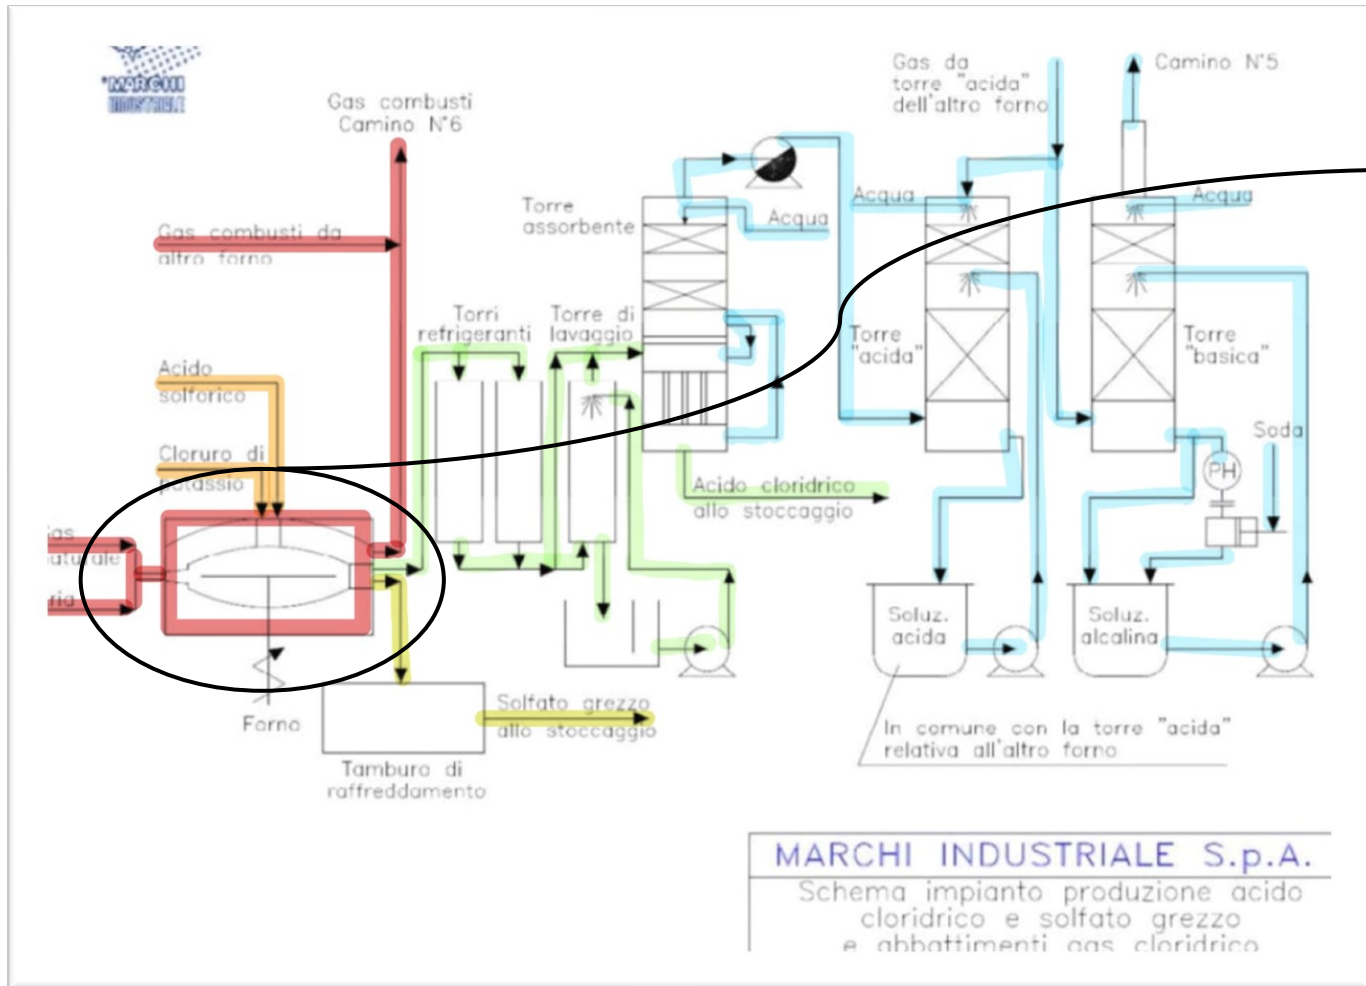 MARCHI
INDUSTRIALE
Gas combusti
Camino N°6
Gas combusti da
altro forno
Acido
solforico
Cloruro di
potassio
Forno
Torri
refrigeranti
Torre di
lavaggio
Torre
assorbente
Acqua
Acido cloridrico
allo stoccaggio
Solfato grezzo
allo stoccaggio
Tamburo di
raffreddamento
Gas da
torre "acida"
dell'altro forno
Camino N°5
Acqua
Acqua
Torre
"acida"
Torre
"basica"
Soda
PH
Soluz.
acida
Soluz.
alcalina
In comune con la torre "acida"
relativa all'altro forno
MARCHI INDUSTRIALE S.p.A.
Schema impianto produzione acido
cloridrico e solfato grezzo
e abbattimenti gas cloridrico